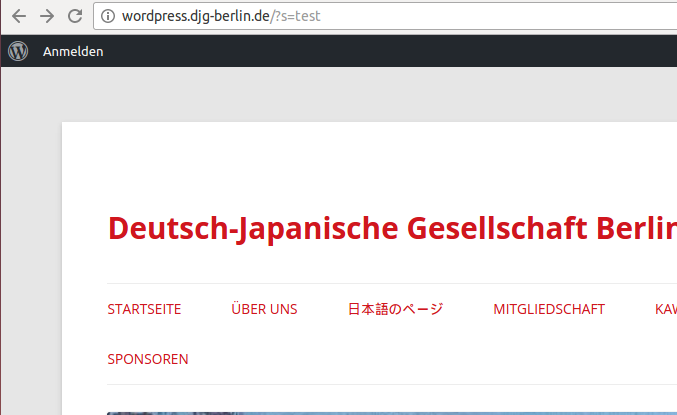 wordpress.djg-berlin.de/?s=test
Anmelden
Deutsch-Japanische Gesellschaft Berlin
STARTSEITE ÜBER UNS 日本語のページ MITGLIEDSCHAFT KAW
SPONSOREN